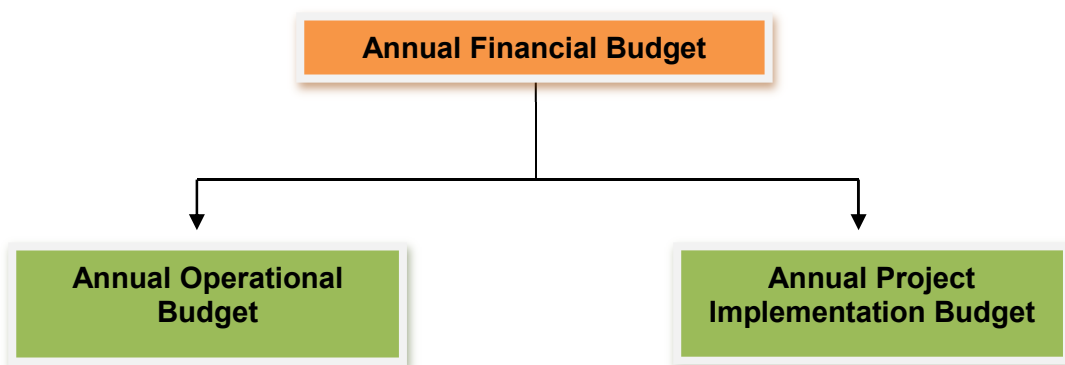 Annual Financial Budget
Annual Operational
Budget
Annual Project
Implementation Budget